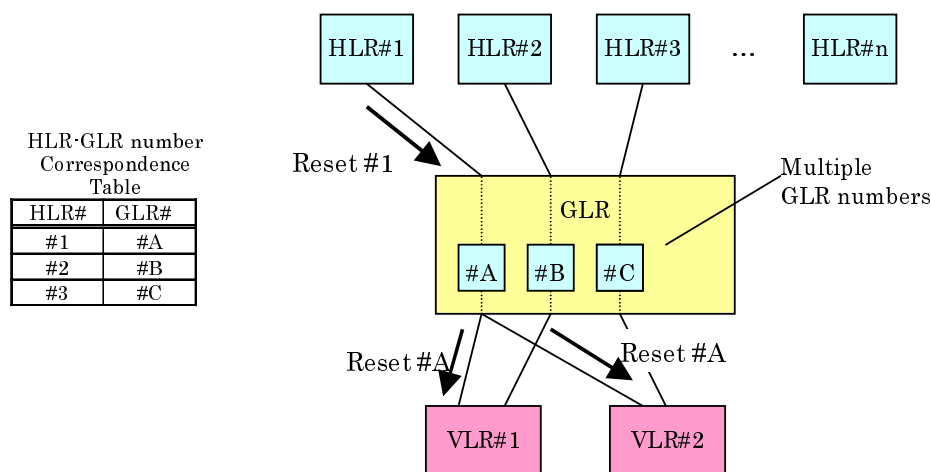 HLR#1 HLR#2 HLR#3 ... HLR#n
Reset #1
HLR-GLR number
Correspondence
Table
HLR# GLR#
#1 #A
#2 #B
#3 #C
Multiple
GLR numbers
GLR
#A #B #C
Reset #A
Reset #A
VLR#1 VLR#2